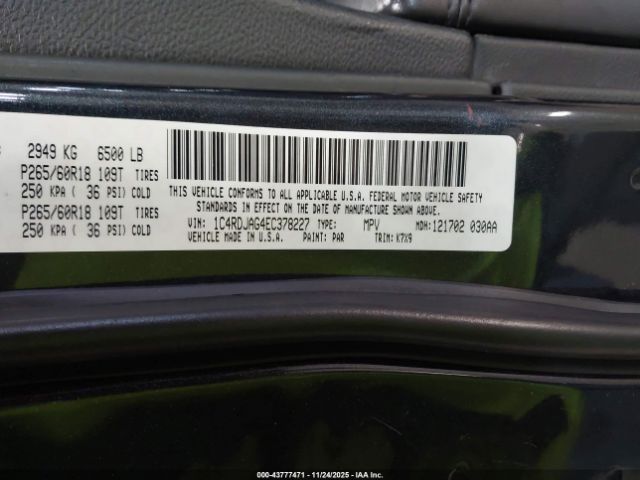 2949 KG 6500 LB
P265/60R18 109T TIRES
250 KPA ( 36 PSI) COLD
P265/60R18 109T TIRES
250 KPA ( 36 PSI) COLD
THIS VEHICLE CONFORMS TO ALL APPLICABLE U.S.A. FEDERAL MOTOR VEHICLE SAFETY
STANDARDS IN EFFECT ON THE DATE OF MANUFACTURE SHOWN ABOVE.
VIN: 1C4RDJAG4EC378227 TYPE: MPV MDH: 121702 030AA
VEHICLE MADE IN U.S.A. PAINT: PAR TRIM: K7X9
000-43777471 - 11/24/2025 - IAA Inc.